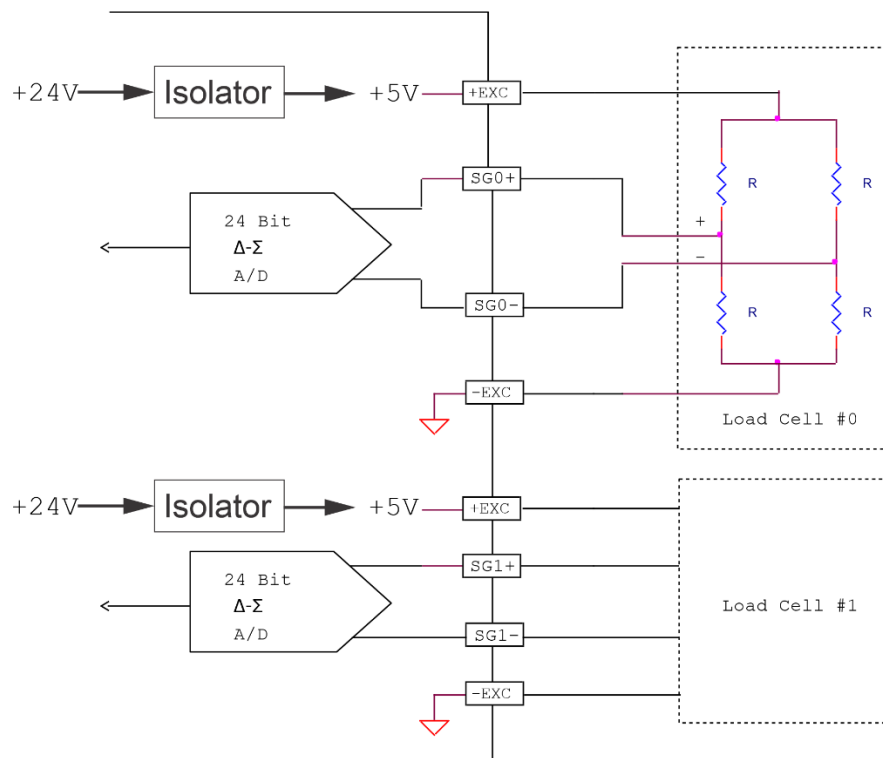 +24V
Isolator
+5V
+EXC
SG0+
24 Bit
Δ-Σ
A/D
SG0-
-EXC
+
-
R
R
R
R
Load Cell #0
+24V
Isolator
+5V
+EXC
SG1+
24 Bit
Δ-Σ
A/D
SG1-
-EXC
Load Cell #1